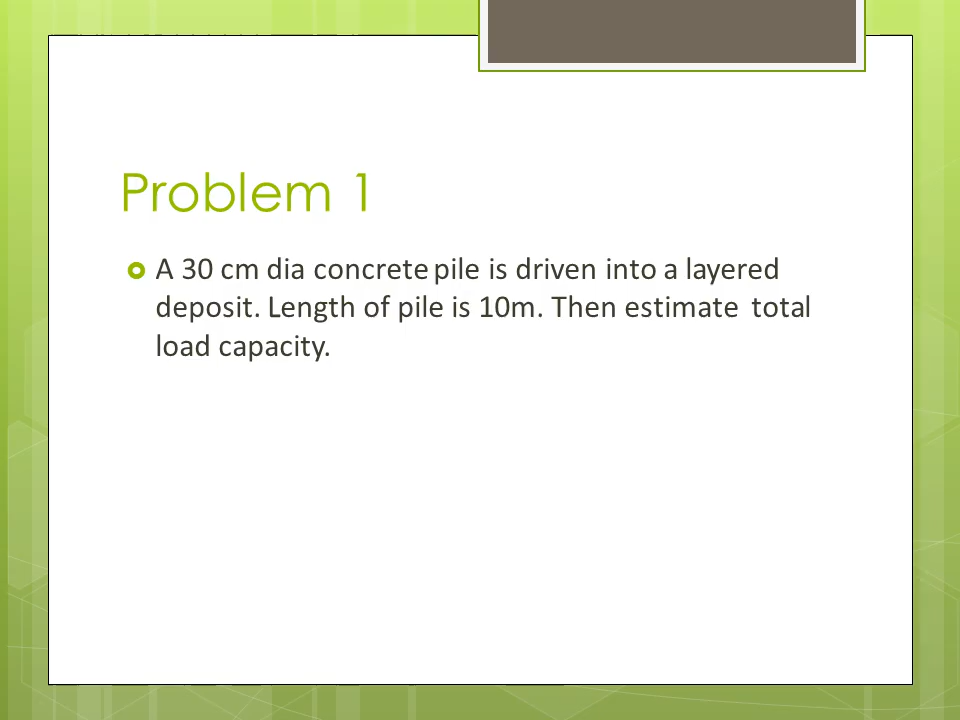 Problem 1
A 30 cm dia concrete pile is driven into a layered
deposit. Length of pile is 10m. Then estimate total
load capacity.